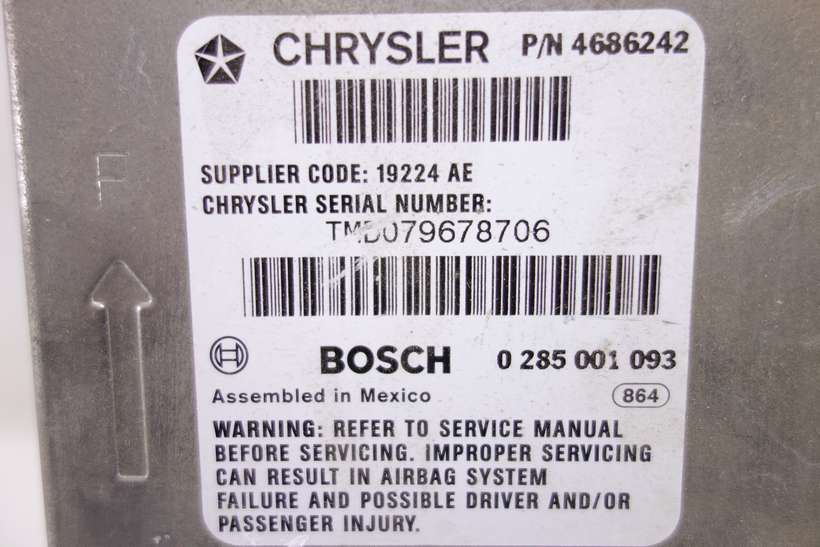 CHRYSLER P/N 4686242
SUPPLIER CODE: 19224 AE
CHRYSLER SERIAL NUMBER:
TMD079678706
F
BOSCH 0 285 001 093
Assembled in Mexico 864
WARNING: REFER TO SERVICE MANUAL
BEFORE SERVICING. IMPROPER SERVICING
CAN RESULT IN AIRBAG SYSTEM
FAILURE AND POSSIBLE DRIVER AND/OR
PASSENGER INJURY.